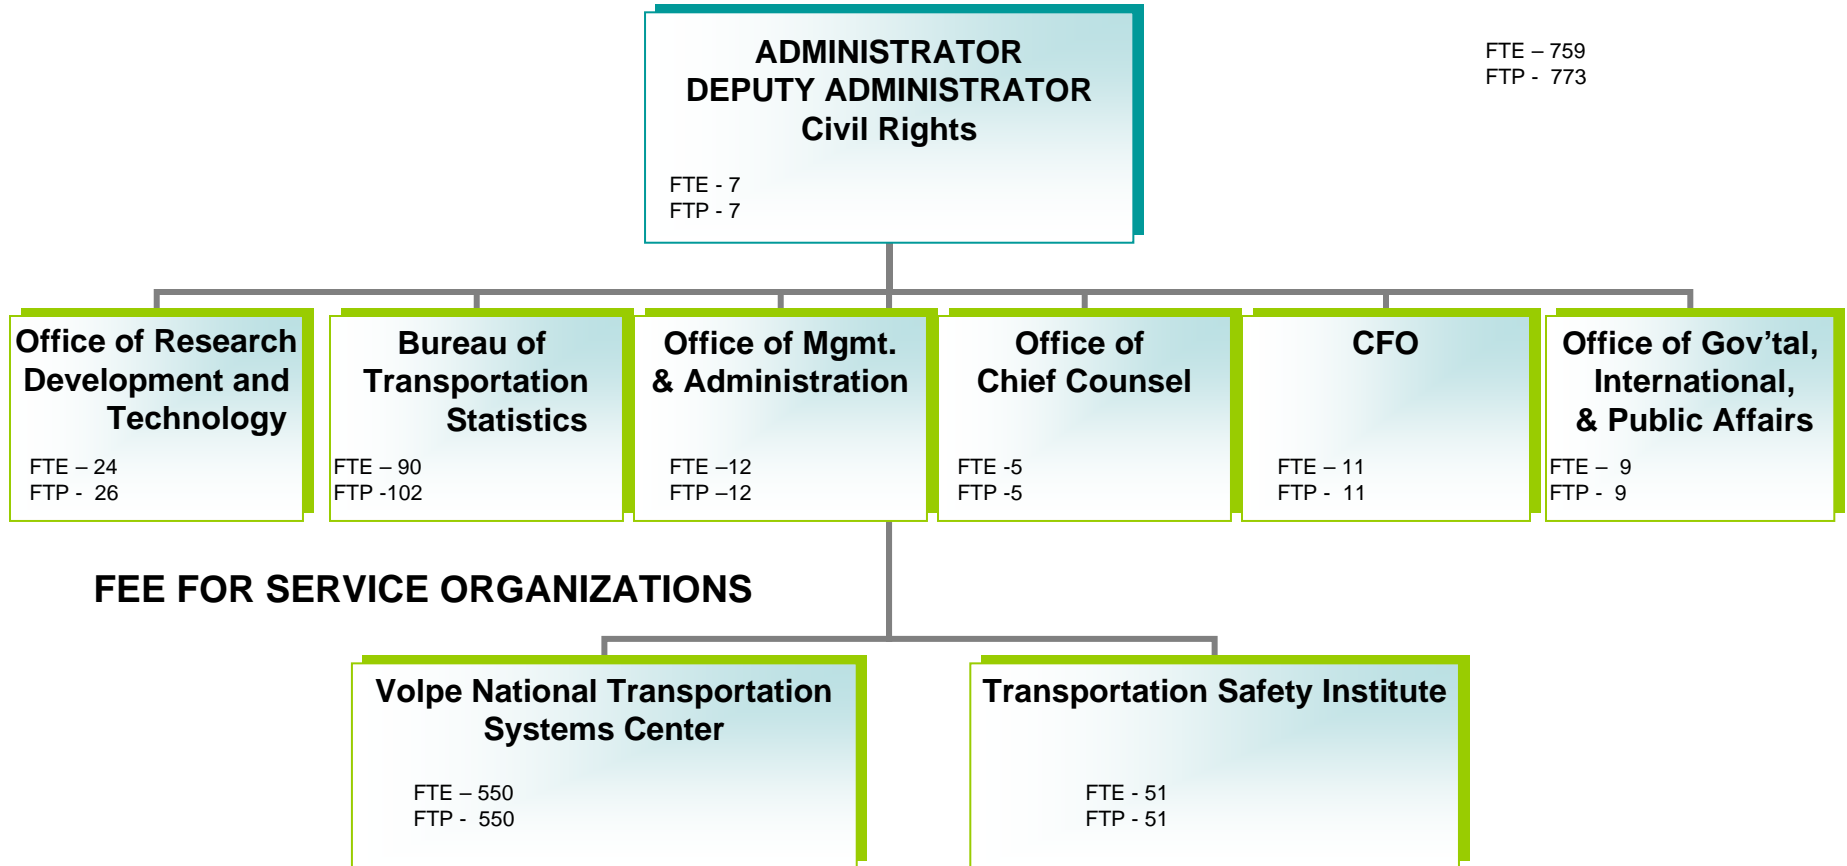 ADMINISTRATOR
DEPUTY ADMINISTRATOR
Civil Rights
FTE - 7
FTP - 7
FTE – 759
FTP - 773
Office of Research
Development and
Technology
FTE – 24
FTP - 26
Bureau of
Transportation
Statistics
FTE – 90
FTP -102
Office of Mgmt.
& Administration
FTE –12
FTP –12
Office of
Chief Counsel
FTE -5
FTP -5
CFO
FTE – 11
FTP - 11
Office of Gov'tal,
International,
& Public Affairs
FTE – 9
FTP - 9
FEE FOR SERVICE ORGANIZATIONS
Volpe National Transportation
Systems Center
FTE – 550
FTP - 550
Transportation Safety Institute
FTE - 51
FTP - 51